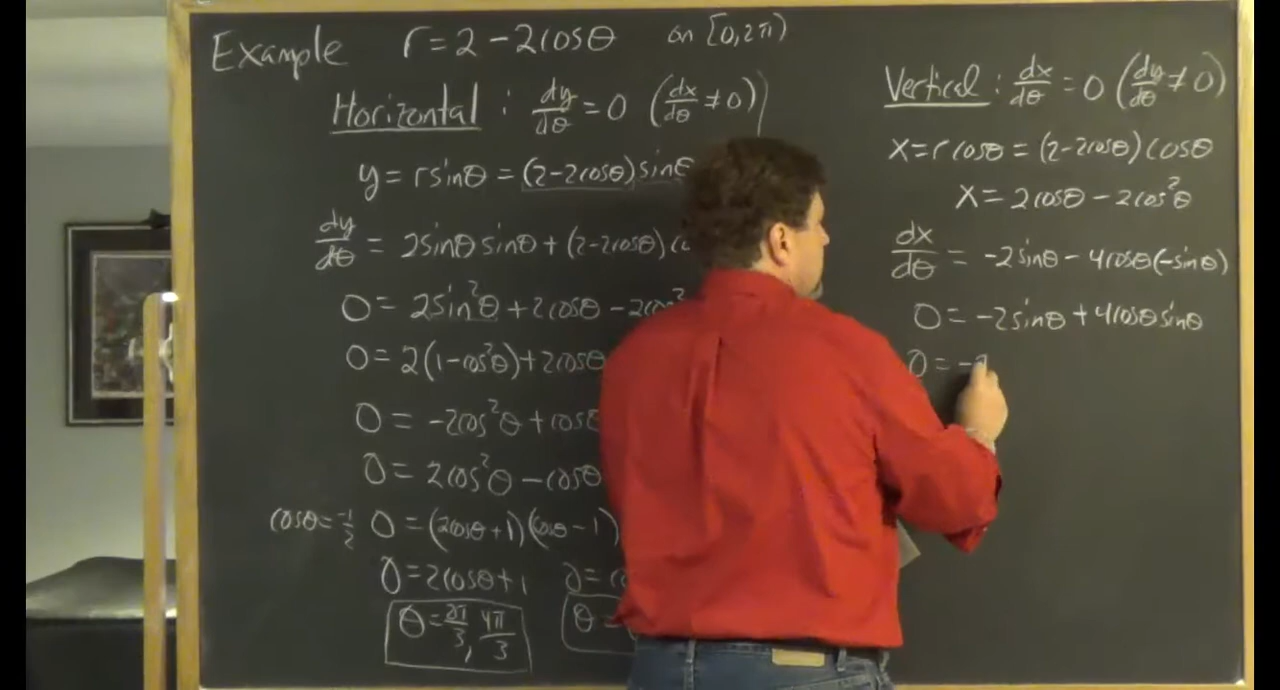 Example r = 2 - 2cosθ on [0, 2π)
Horizontal : dy/dθ = 0 (dx/dθ ≠ 0)
y = r sinθ = (2-2cosθ) sinθ
dy/dθ = 2sinθ sinθ + (2-2cosθ)
0 = 2sin²θ + 2cosθ - 2cos²
0 = 2(1-cos²θ) + 2cosθ
0 = -2cos²θ + cosθ
0 = 2cos²θ - cosθ
cosθ = -1/2 0 = (2cosθ + 1)(cosθ - 1)
0 = 2cosθ + 1 0 =
θ = 2π/3, 4π/3 θ =
Vertical : dx/dθ = 0 (dy/dθ ≠ 0)
x = r cosθ = (2-2cosθ) cosθ
x = 2cosθ - 2cos²θ
dx/dθ = -2sinθ - 4cosθ(-sinθ)
0 = -2sinθ + 4cosθ sinθ
0 = -